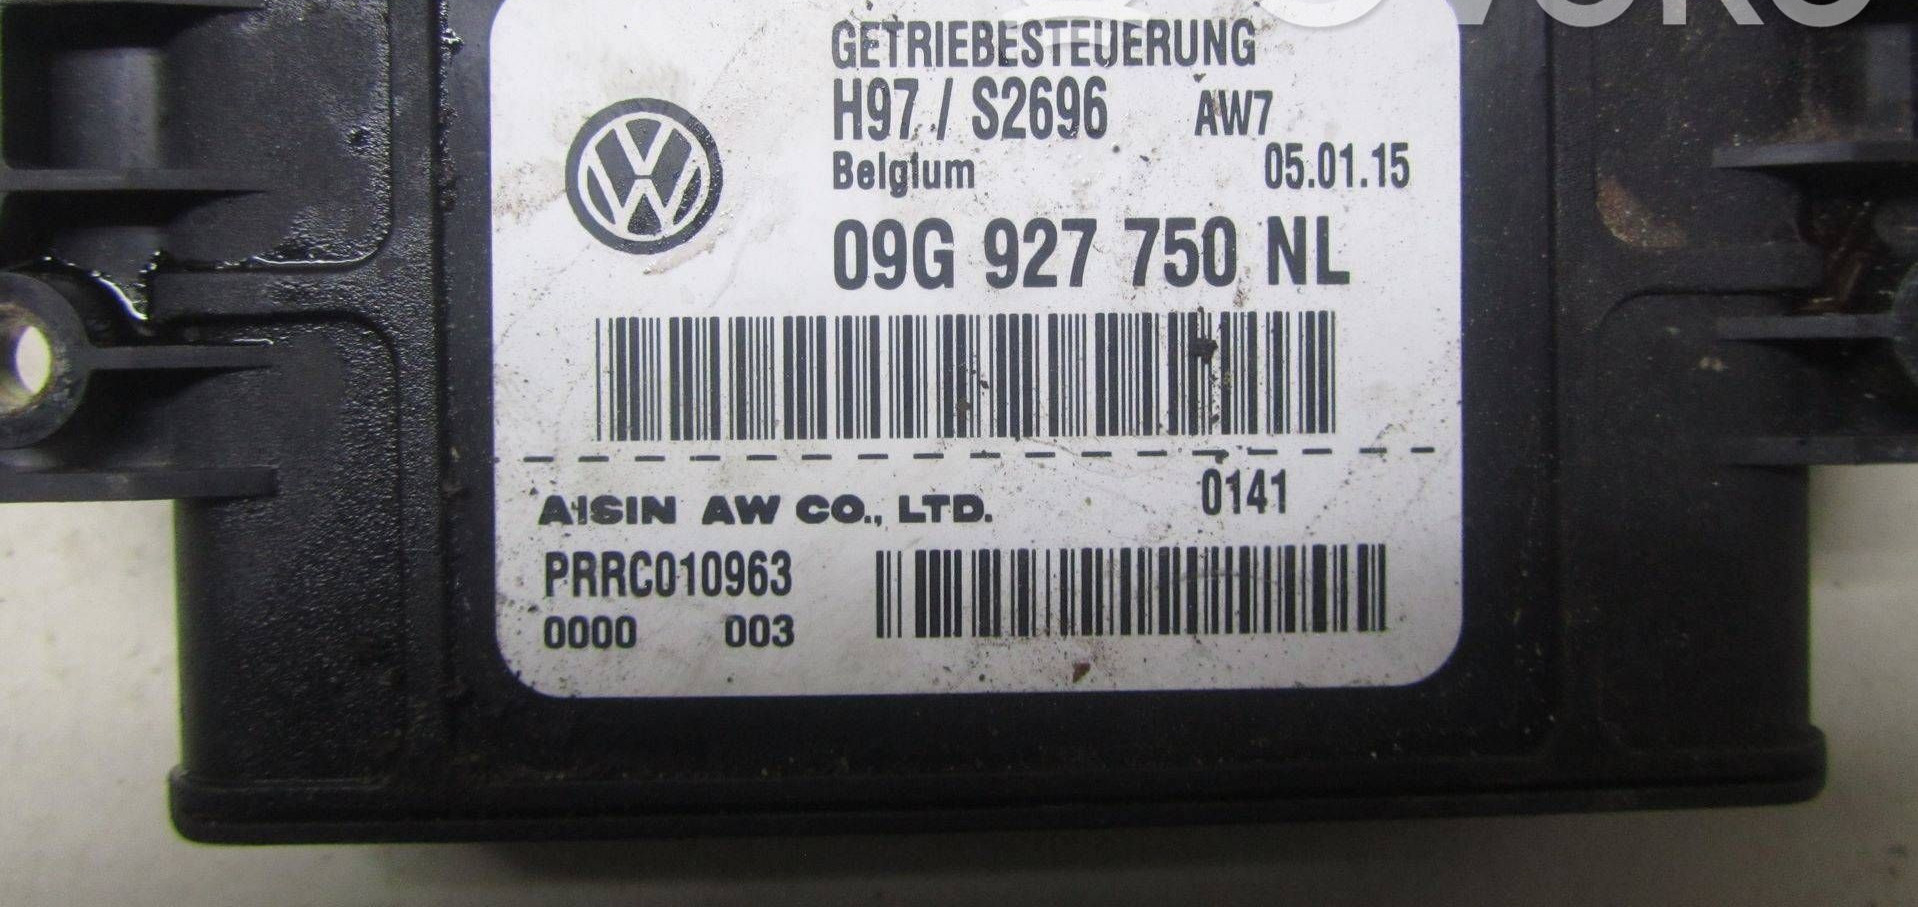 GETRIEBESTEUERUNG
H97 / S2696 AW7
Belgium 05.01.15
09G 927 750 NL
AISIN AW CO., LTD. 0141
PRRC010963
0000 003